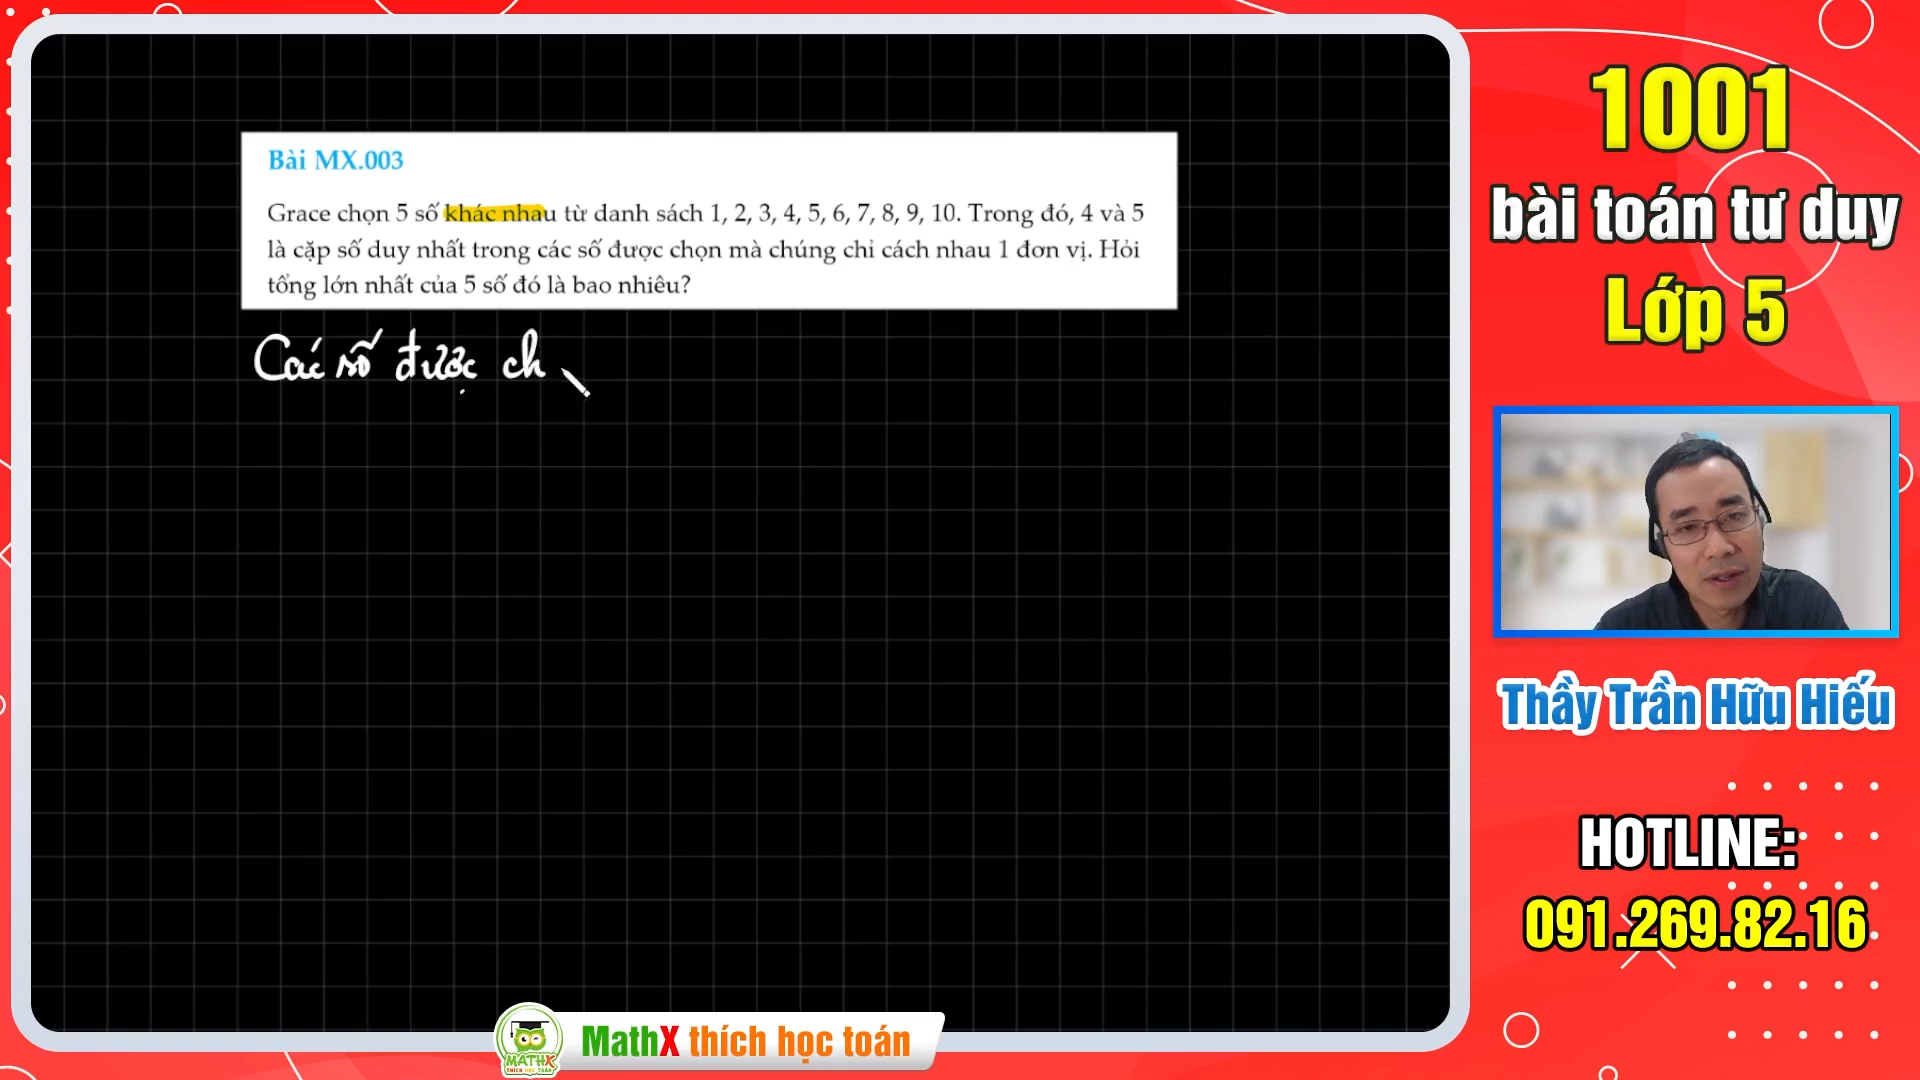 Bài MX.003
Grace chọn 5 số khác nhau từ danh sách 1, 2, 3, 4, 5, 6, 7, 8, 9, 10. Trong đó, 4 và 5
là cặp số duy nhất trong các số được chọn mà chúng chỉ cách nhau 1 đơn vị. Hỏi
tổng lớn nhất của 5 số đó là bao nhiêu?
Các số được ch
1001
bài toán tư duy
Lớp 5
Thầy Trần Hữu Hiếu
HOTLINE:
091.269.82.16
MATHX
THÍCH HỌC TOÁN
MathX thích học toán